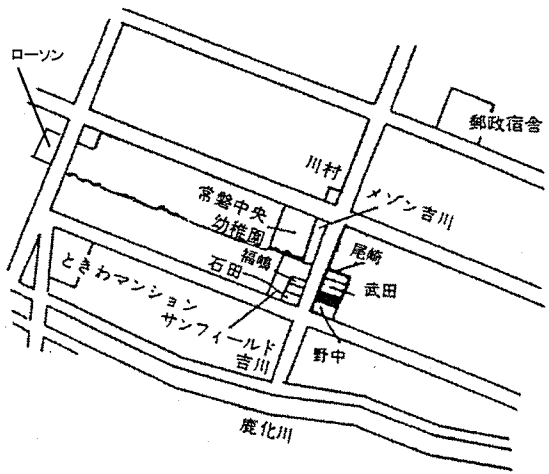 ローソン
郵政宿舎
川村
常磐中央
幼稚園
メゾン吉川
福嶋
尾崎
石田
武田
ときわマンション
サンフィールド
吉川
野中
鹿化川